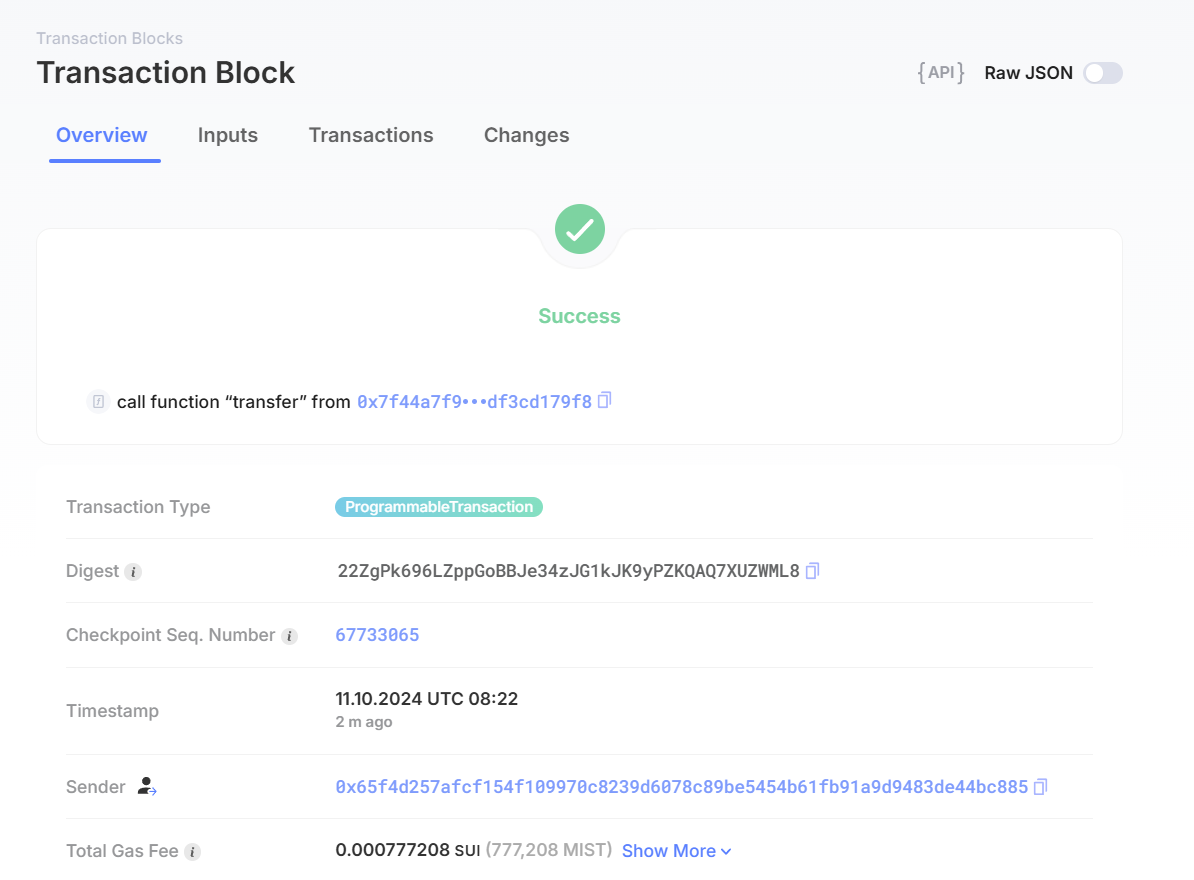 Transaction Blocks
Transaction Block
{API} Raw JSON
Overview Inputs Transactions Changes
Success
call function “transfer” from 0x7f44a7f9•••df3cd179f8
Transaction Type ProgrammableTransaction
Digest i 22ZgPk696LZppGoBBJe34zJG1kJK9yPZKQAQ7XUZWML8
Checkpoint Seq. Number i 67733065
Timestamp 11.10.2024 UTC 08:22
2 m ago
Sender 0x65f4d257afcf154f109970c8239d6078c89be5454b61fb91a9d9483de44bc885
Total Gas Fee i 0.000777208 SUI (777,208 MIST) Show More